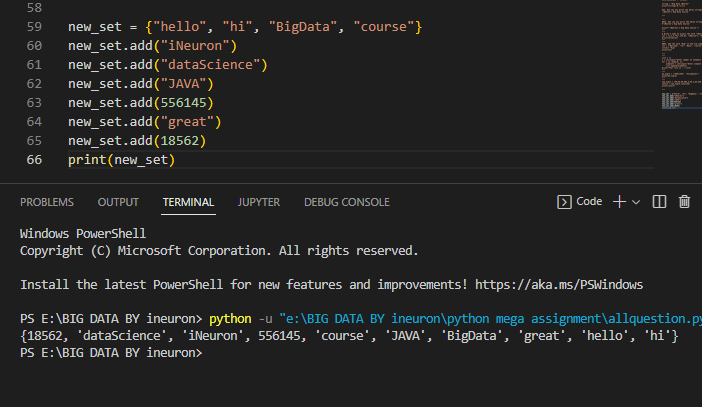 58
59 new_set = {"hello", "hi", "BigData", "course"}
60 new_set.add("iNeuron")
61 new_set.add("dataScience")
62 new_set.add("JAVA")
63 new_set.add(556145)
64 new_set.add("great")
65 new_set.add(18562)
66 print(new_set)
PROBLEMS OUTPUT TERMINAL JUPYTER DEBUG CONSOLE Code
Windows PowerShell
Copyright (C) Microsoft Corporation. All rights reserved.
Install the latest PowerShell for new features and improvements! https://aka.ms/PSWindows
PS E:\BIG DATA BY ineuron> python -u "e:\BIG DATA BY ineuron\python mega assignment\allquestion.py
{18562, 'dataScience', 'iNeuron', 556145, 'course', 'JAVA', 'BigData', 'great', 'hello', 'hi'}
PS E:\BIG DATA BY ineuron>